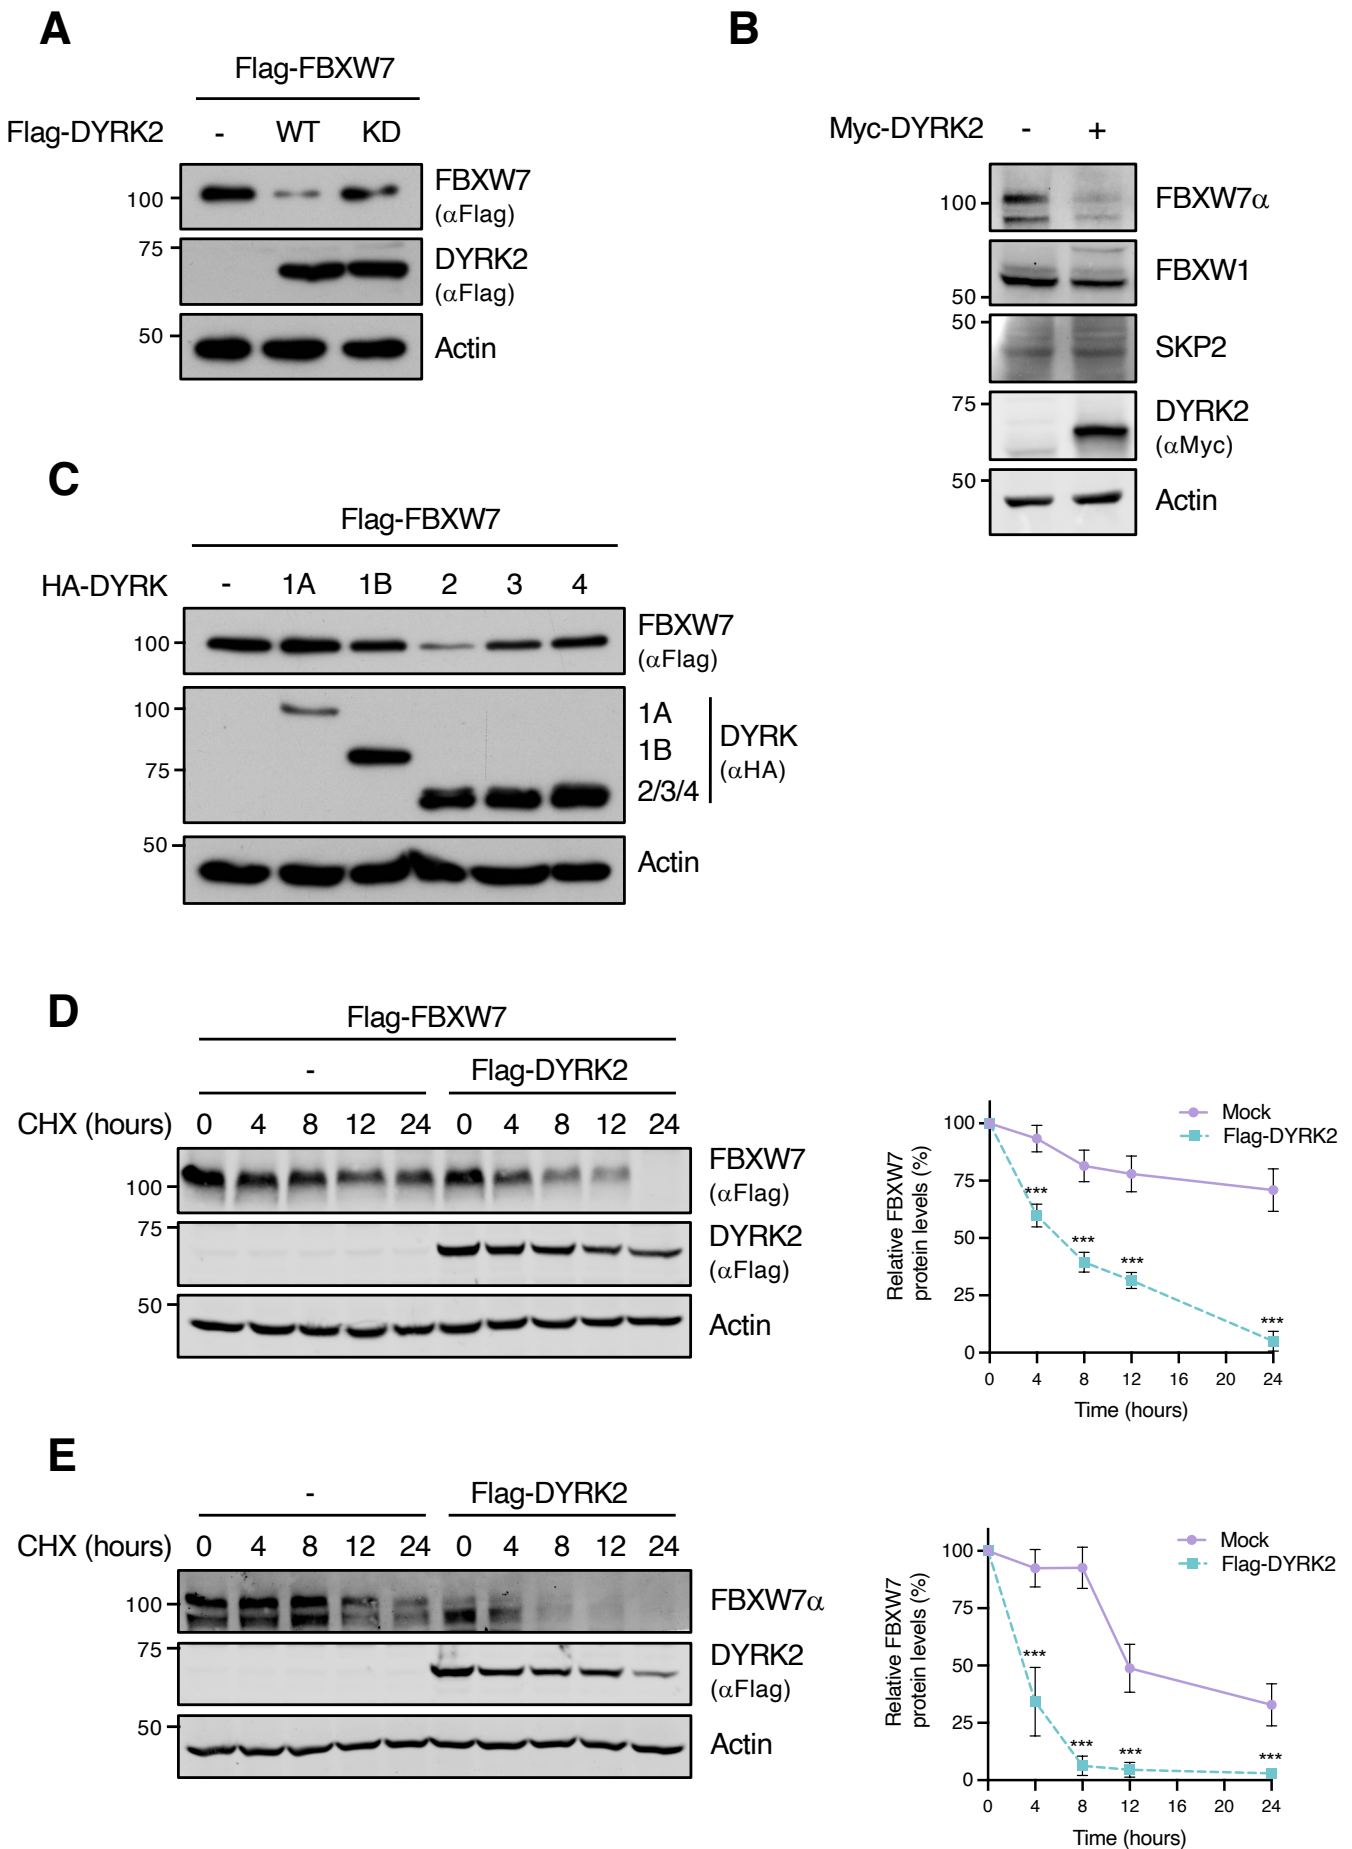 A
Flag-FBXW7
Flag-DYRK2 - WT KD
100
FBXW7
(αFlag)
75
DYRK2
(αFlag)
50
Actin
B
Myc-DYRK2 - +
100
FBXW7α
FBXW1
50
50
SKP2
75
DYRK2
(αMyc)
50
Actin
C
Flag-FBXW7
HA-DYRK - 1A 1B 2 3 4
100
FBXW7
(αFlag)
100
75
1A
1B
2/3/4
DYRK
(αHA)
50
Actin
D
Flag-FBXW7
- Flag-DYRK2
CHX (hours) 0 4 8 12 24 0 4 8 12 24
100
FBXW7
(αFlag)
75
DYRK2
(αFlag)
50
Actin
Relative FBXW7
protein levels (%)
100
75
50
25
0
Mock
Flag-DYRK2
***
***
***
***
0 4 8 12 16 20 24
Time (hours)
E
- Flag-DYRK2
CHX (hours) 0 4 8 12 24 0 4 8 12 24
100
FBXW7α
75
DYRK2
(αFlag)
50
Actin
Relative FBXW7
protein levels (%)
100
75
50
25
0
Mock
Flag-DYRK2
***
***
***
***
0 4 8 12 16 20 24
Time (hours)